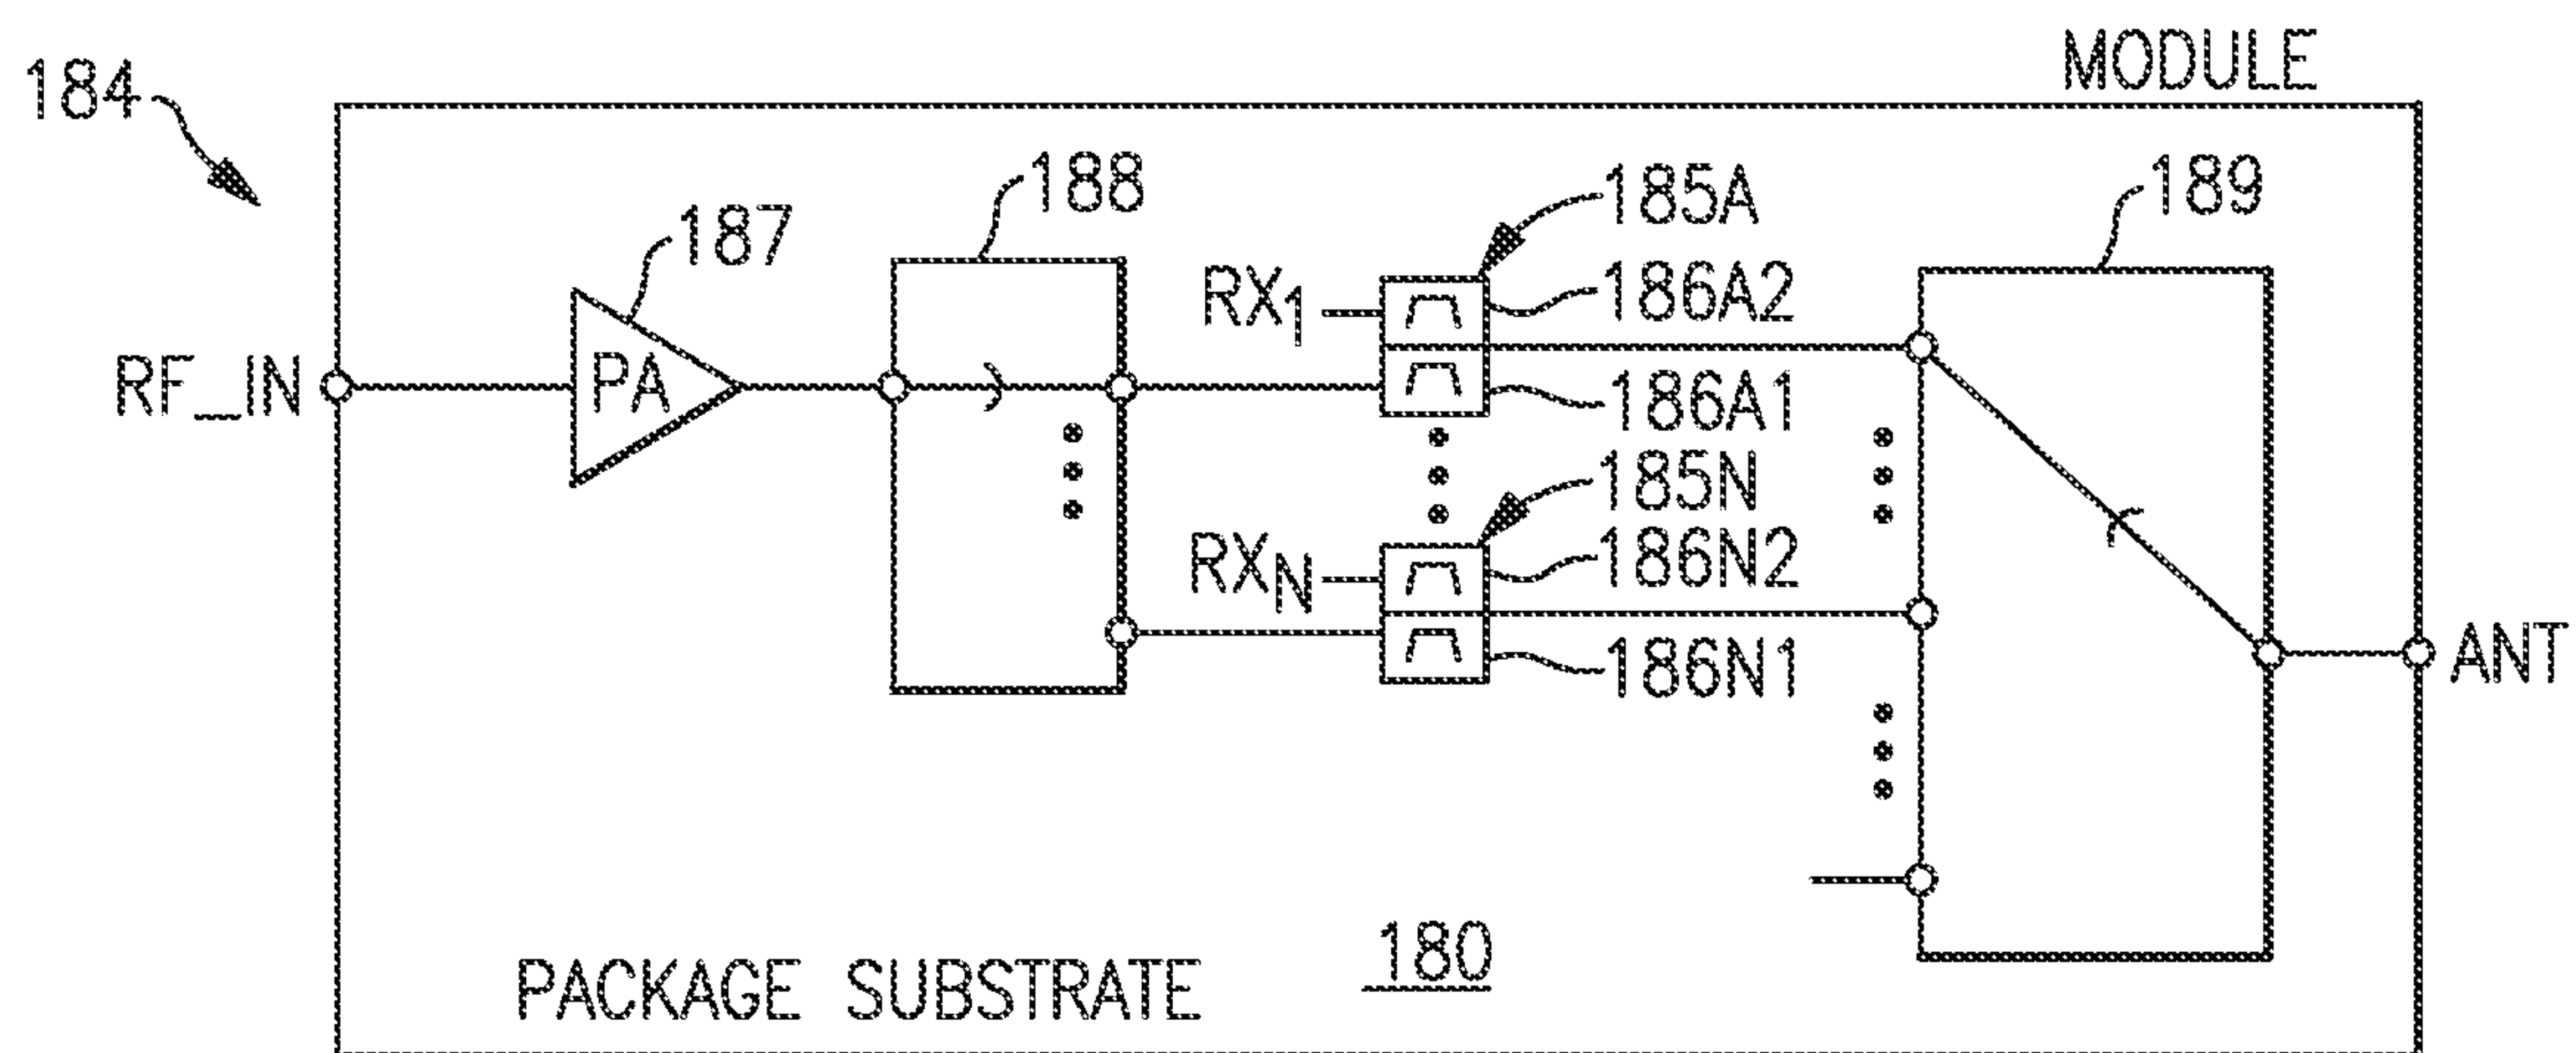 MODULE
184
188
189
187
185A
RX1
186A2
RF_IN
PA
186A1
185N
RXN
186N2
186N1
ANT
180
PACKAGE SUBSTRATE